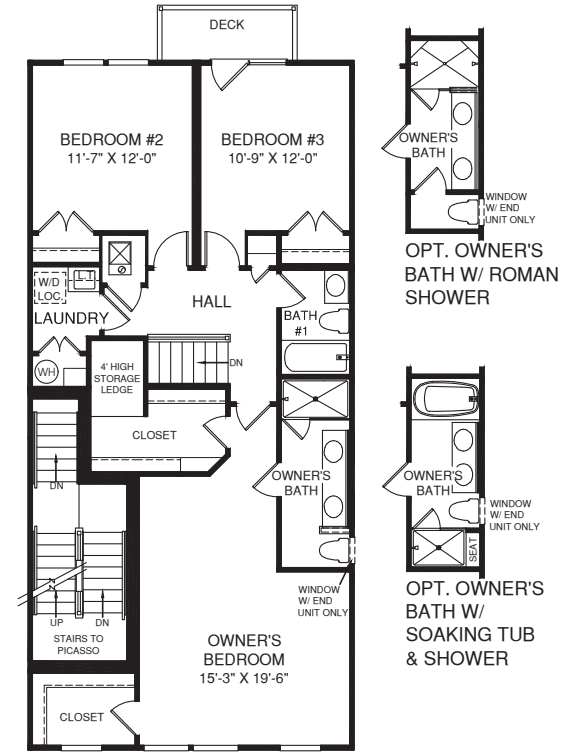 DECK
BEDROOM #2
11'-7" X 12'-0"
BEDROOM #3
10'-9" X 12'-0"
W/D
LOC.
LAUNDRY
HALL
BATH
#1
WH
4' HIGH
STORAGE
LEDGE
DN
CLOSET
DN
OWNER'S
BATH
WINDOW
W/ END
UNIT ONLY
UP
DN
STAIRS TO
PICASSO
OWNER'S
BEDROOM
15'-3" X 19'-6"
CLOSET
OWNER'S
BATH
WINDOW
W/ END
UNIT ONLY
OPT. OWNER'S
BATH W/ ROMAN
SHOWER
OWNER'S
BATH
WINDOW
W/ END
UNIT ONLY
SEAT
OPT. OWNER'S
BATH W/
SOAKING TUB
& SHOWER